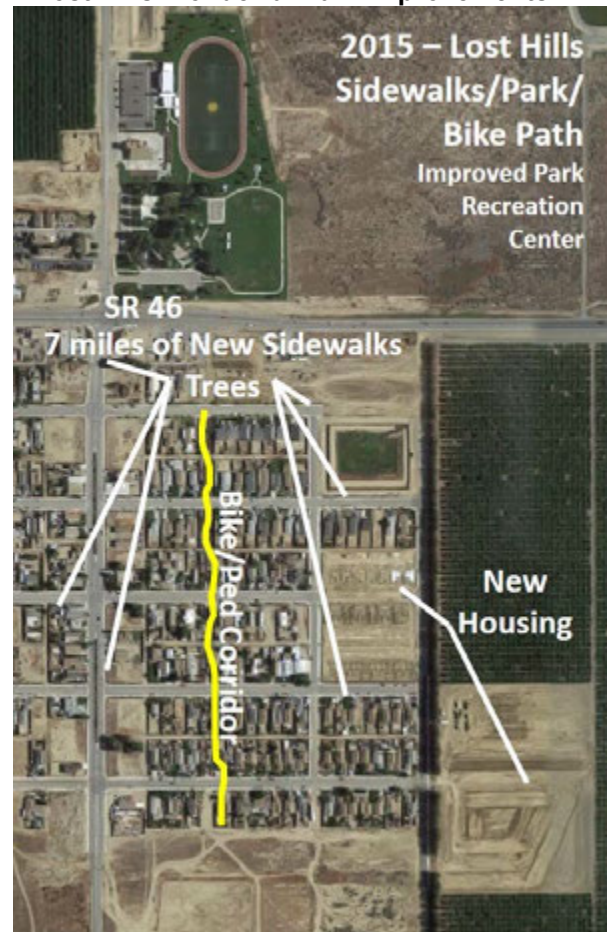 2015 – Lost Hills
Sidewalks/Park/
Bike Path
Improved Park
Recreation
Center
SR 46
7 miles of New Sidewalks
Trees
Bike/Ped Corridor
New
Housing